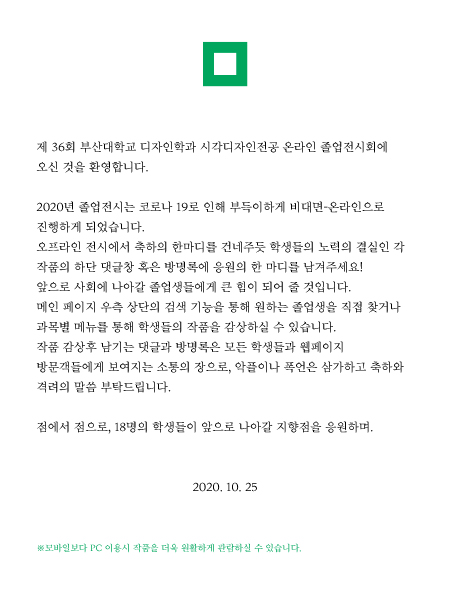 제 36회 부산대학교 디자인학과 시각디자인전공 온라인 졸업전시회에
오신 것을 환영합니다.
2020년 졸업전시는 코로나 19로 인해 부득이하게 비대면-온라인으로
진행하게 되었습니다.
오프라인 전시에서 축하의 한마디를 건네주듯 학생들의 노력의 결실인 각
작품의 하단 댓글창 혹은 방명록에 응원의 한 마디를 남겨주세요!
앞으로 사회에 나아갈 졸업생들에게 큰 힘이 되어 줄 것입니다.
메인 페이지 우측 상단의 검색 기능을 통해 원하는 졸업생을 직접 찾거나
과목별 메뉴를 통해 학생들의 작품을 감상하실 수 있습니다.
작품 감상후 남기는 댓글과 방명록은 모든 학생들과 웹페이지
방문객들에게 보여지는 소통의 장으로, 악플이나 폭언은 삼가하고 축하와
격려의 말씀 부탁드립니다.
점에서 점으로, 18명의 학생들이 앞으로 나아갈 지향점을 응원하며.
2020. 10. 25
※모바일보다 PC 이용시 작품을 더욱 원활하게 관람하실 수 있습니다.